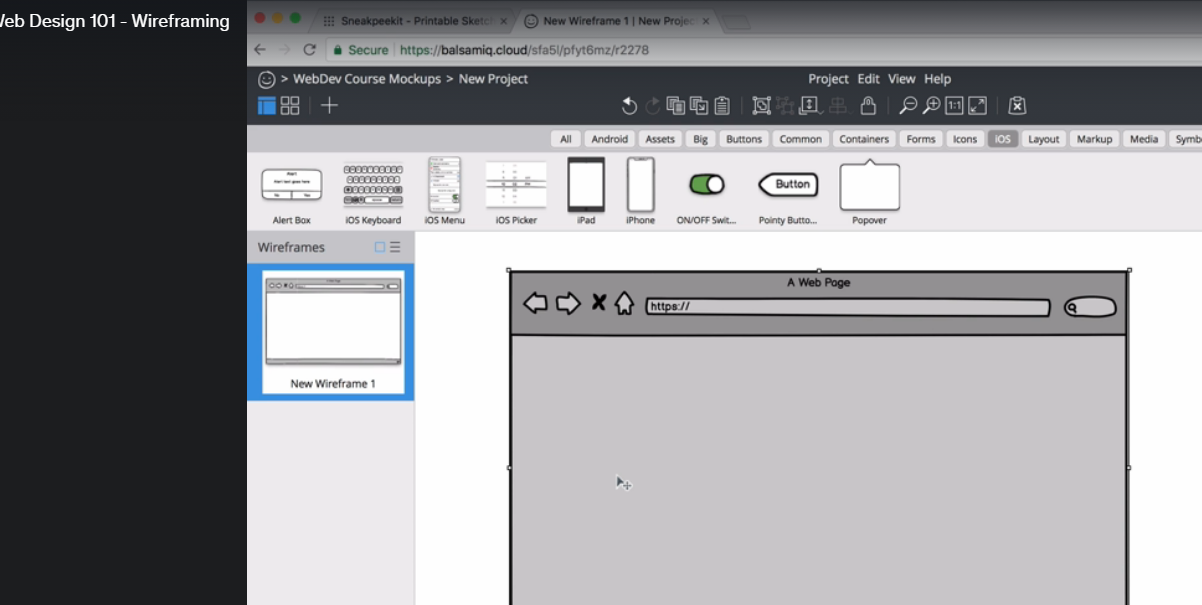 Web Design 101 - Wireframing
Sneakpeekit - Printable Sketch
New Wireframe 1 | New Projec
Secure https://balsamiq.cloud/sfa5l/pfyt6mz/r2278
> WebDev Course Mockups > New Project
Project Edit View Help
1:1
All Android Assets Big Buttons Common Containers Forms Icons iOS Layout Markup Media Symb
Button
Alert Box iOS Keyboard iOS Menu iOS Picker iPad iPhone ON/OFF Swit... Pointy Butto... Popover
Wireframes
New Wireframe 1
A Web Page
https://